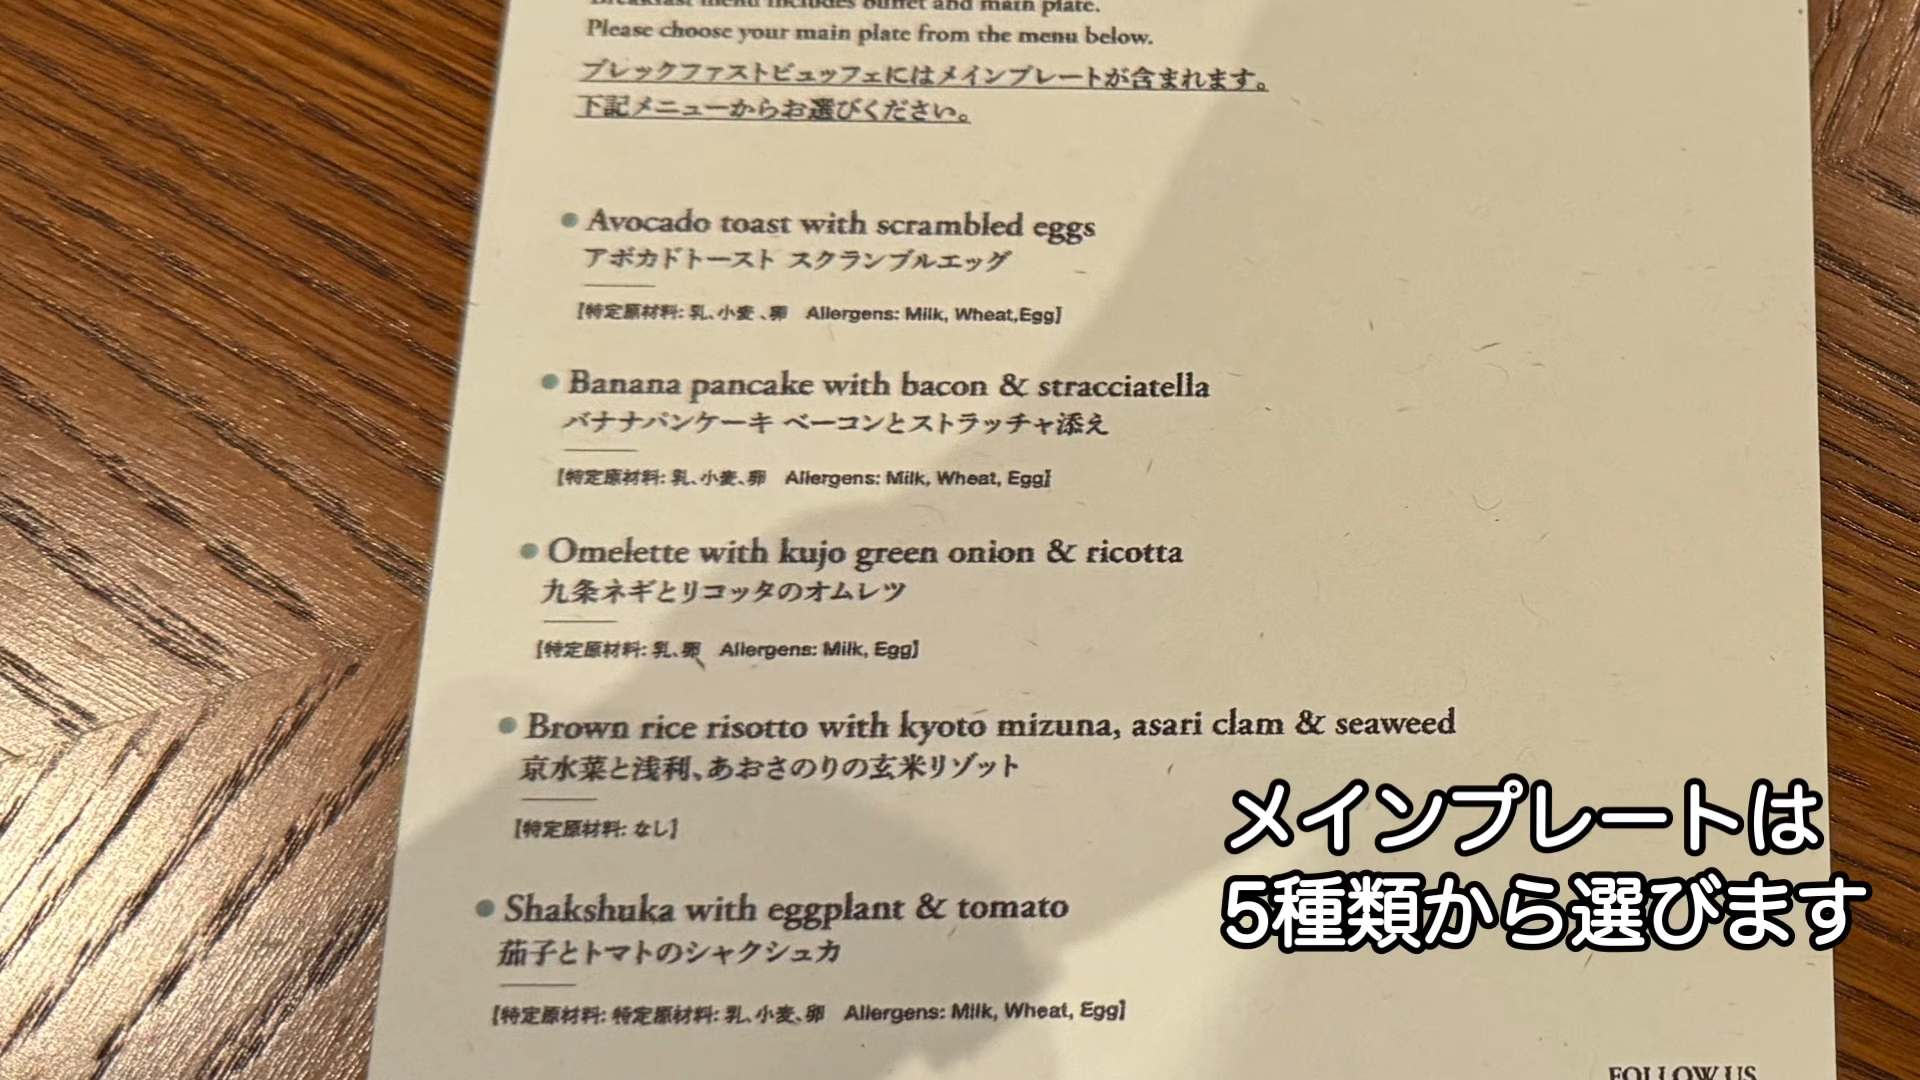 Breakfast menu includes buffet and main plate.
Please choose your main plate from the menu below.
ブレックファストビュッフェにはメインプレートが含まれます。
下記メニューからお選びください。
Avocado toast with scrambled eggs
アボカドトースト スクランブルエッグ
【特定原材料: 乳、小麦、卵 Allergens: Milk, Wheat,Egg】
Banana pancake with bacon & stracciatella
バナナパンケーキ ベーコンとストラッチャ添え
【特定原材料: 乳、小麦、卵 Allergens: Milk, Wheat, Egg】
Omelette with kujo green onion & ricotta
九条ネギとリコッタのオムレツ
【特定原材料: 乳、卵 Allergens: Milk, Egg】
Brown rice risotto with kyoto mizuna, asari clam & seaweed
京水菜と浅利、あおさのりの玄米リゾット
【特定原材料: なし】
Shakshuka with eggplant & tomato
茄子とトマトのシャクシュカ
【特定原材料: 特定原材料: 乳、小麦、卵 Allergens: Milk, Wheat, Egg】
メインプレートは
5種類から選びます
FOLLOW US